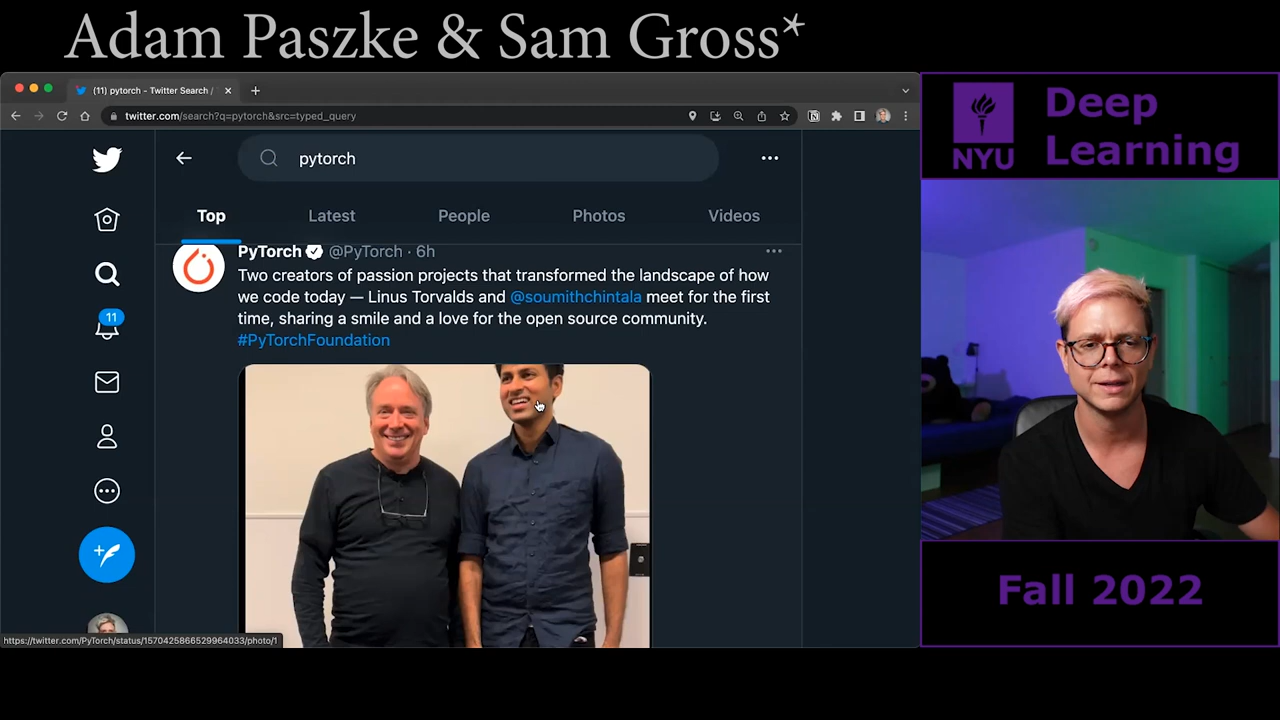 Adam Paszke & Sam Gross*
(11) pytorch - Twitter Search /
twitter.com/search?q=pytorch&src=typed_query
pytorch
Top
Latest
People
Photos
Videos
PyTorch @PyTorch · 6h
Two creators of passion projects that transformed the landscape of how
we code today — Linus Torvalds and @soumithchintala meet for the first
time, sharing a smile and a love for the open source community.
#PyTorchFoundation
11
https://twitter.com/PyTorch/status/1570425866529964033/photo/1
NYU
Deep
Learning
Fall 2022